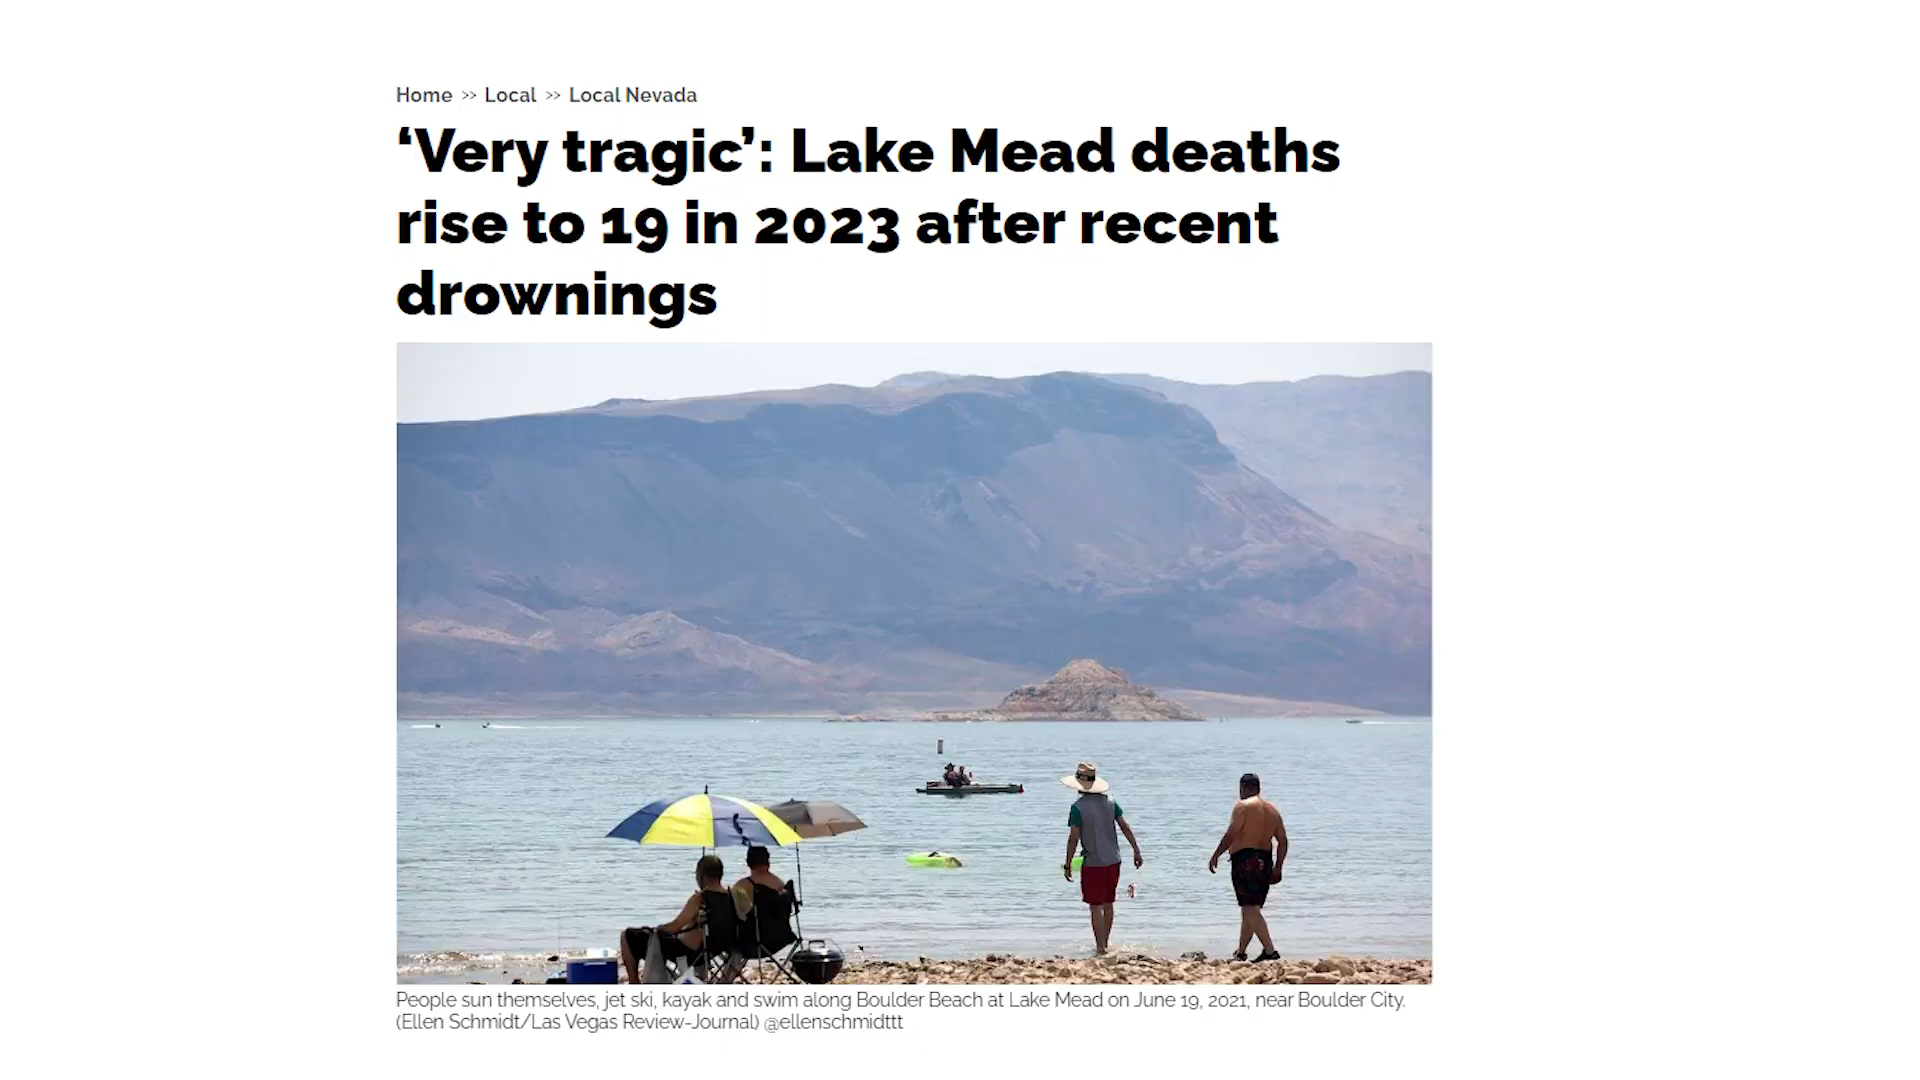 Home >> Local >> Local Nevada
‘Very tragic’: Lake Mead deaths
rise to 19 in 2023 after recent
drownings
People sun themselves, jet ski, kayak and swim along Boulder Beach at Lake Mead on June 19, 2021, near Boulder City.
(Ellen Schmidt/Las Vegas Review-Journal) @ellenschmidttt